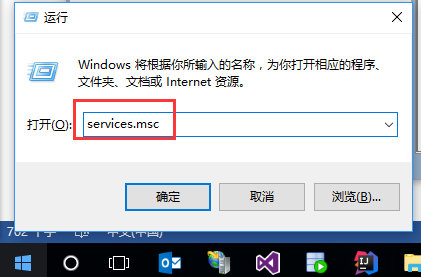 运行
Windows 将根据你所输入的名称，为你打开相应的程序、
文件夹、文档或 Internet 资源。
打开(O):
services.msc
确定
取消
浏览(B)...